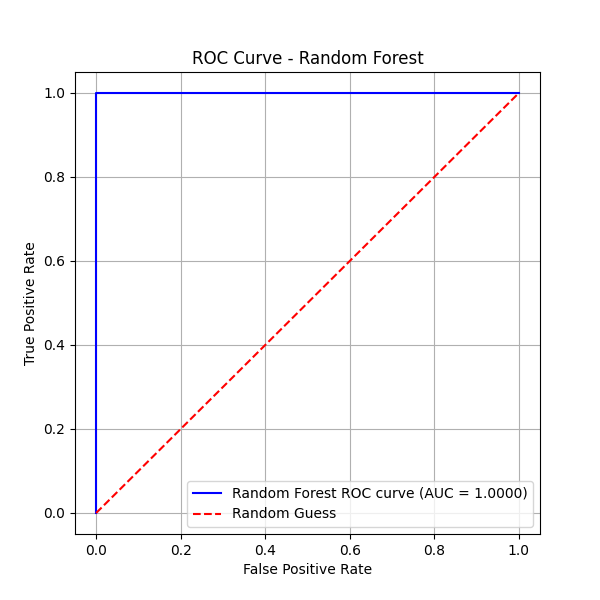 ROC Curve - Random Forest
1.0
0.8
0.6
0.4
0.2
0.0
True Positive Rate
Random Forest ROC curve (AUC = 1.0000)
Random Guess
0.0 0.2 0.4 0.6 0.8 1.0
False Positive Rate